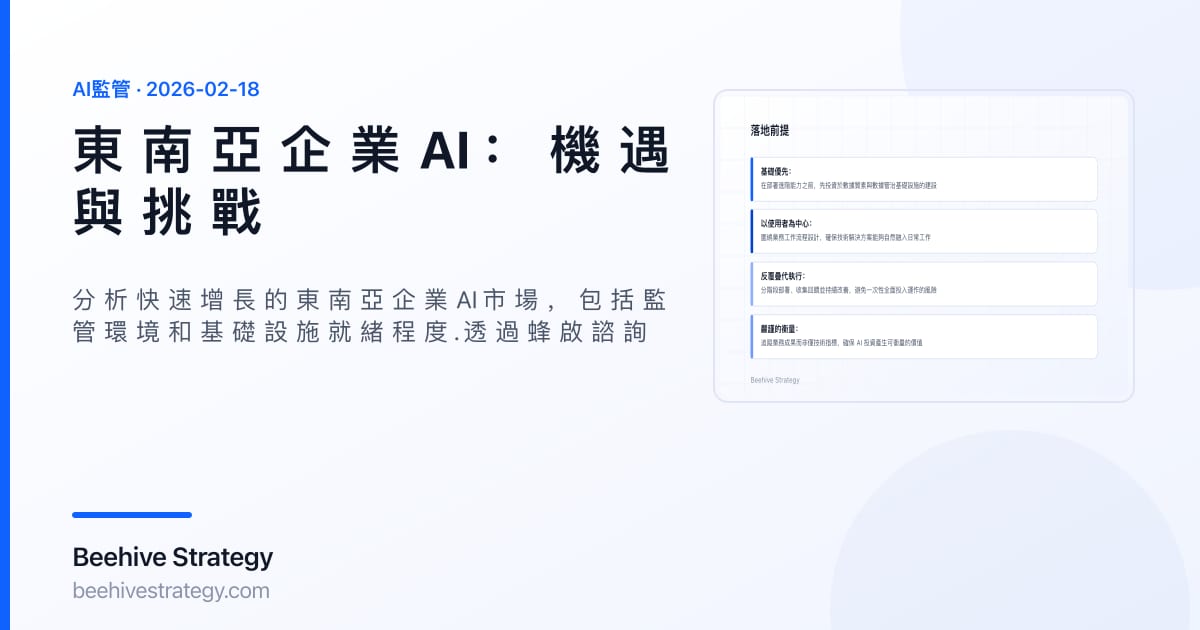 AI監管 · 2026-02-18
東南亞企業AI：機遇
與挑戰
分析快速增長的東南亞企業AI市場，包括監
管環境和基礎設施就緒程度.透過蜂啟諮詢
落地前提
基礎優先：
在部署進階能力之前，先投資於數據質素與數據管治基礎設施的建設
以使用者為中心：
圍繞業務工作流程設計，確保技術解決方案能夠自然融入日常工作
反覆疊代執行：
分階段部署、收集回饋並持續改善，避免一次性全面投入運作的風險
嚴謹的衡量：
追蹤業務成果而非僅技術指標，確保 AI 投資產生可衡量的價值
Beehive Strategy
Beehive Strategy
beehivestrategy.com